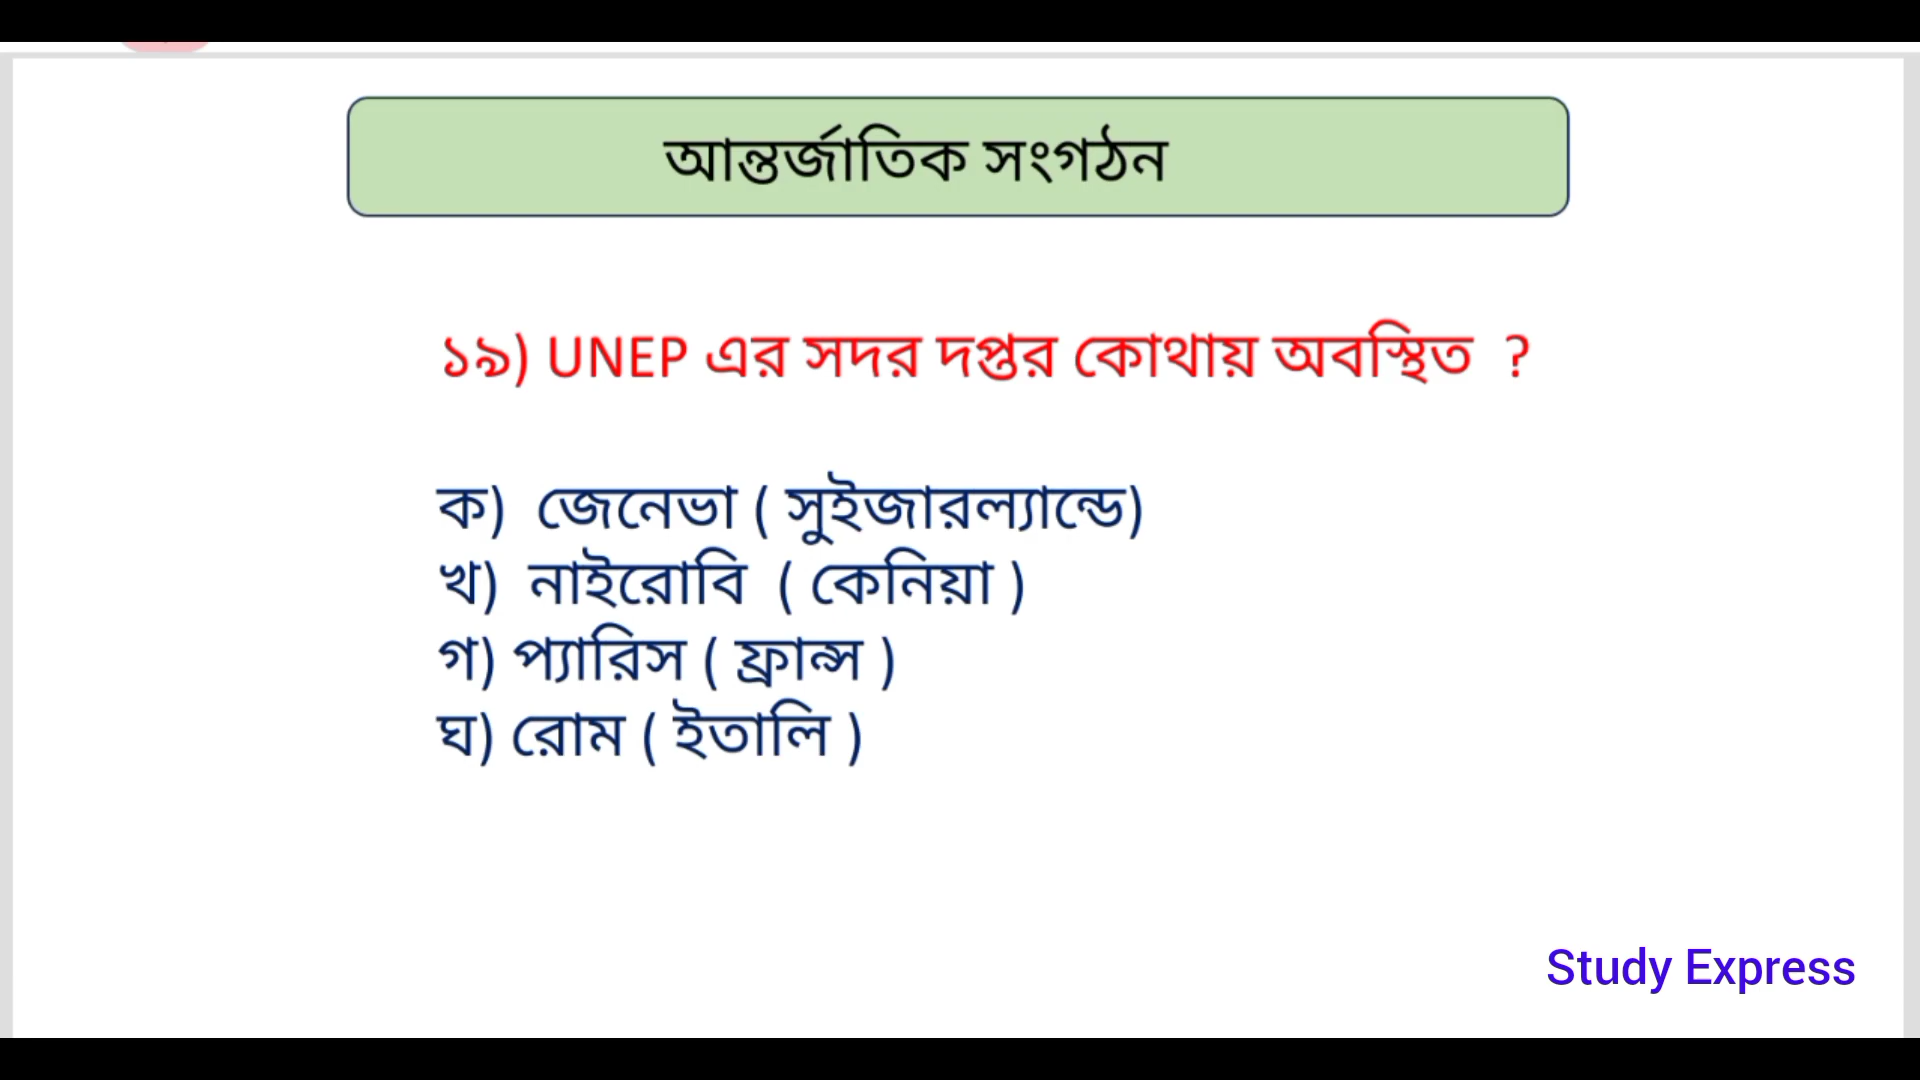 আন্তর্জাতিক সংগঠন
১৯) UNEP এর সদর দপ্তর কোথায় অবস্থিত ?
ক) জেনেভা ( সুইজারল্যান্ডে)
খ) নাইরোবি ( কেনিয়া )
গ) প্যারিস ( ফ্রান্স )
ঘ) রোম ( ইতালি )
Study Express